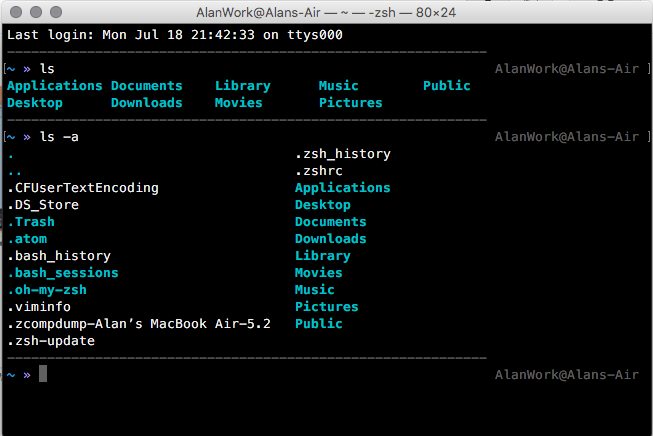 AlanWork@Alans-Air — ~ — -zsh — 80×24
Last login: Mon Jul 18 21:42:33 on ttys000
[~ » ls AlanWork@Alans-Air ]
Applications Documents Library Music Public
Desktop Downloads Movies Pictures
[~ » ls -a AlanWork@Alans-Air ]
. .zsh_history
.. .zshrc
.CFUserTextEncoding Applications
.DS_Store Desktop
.Trash Documents
.atom Downloads
.bash_history Library
.bash_sessions Movies
.oh-my-zsh Music
.viminfo Pictures
.zcompdump-Alan’s MacBook Air-5.2 Public
.zsh-update
~ » AlanWork@Alans-Air